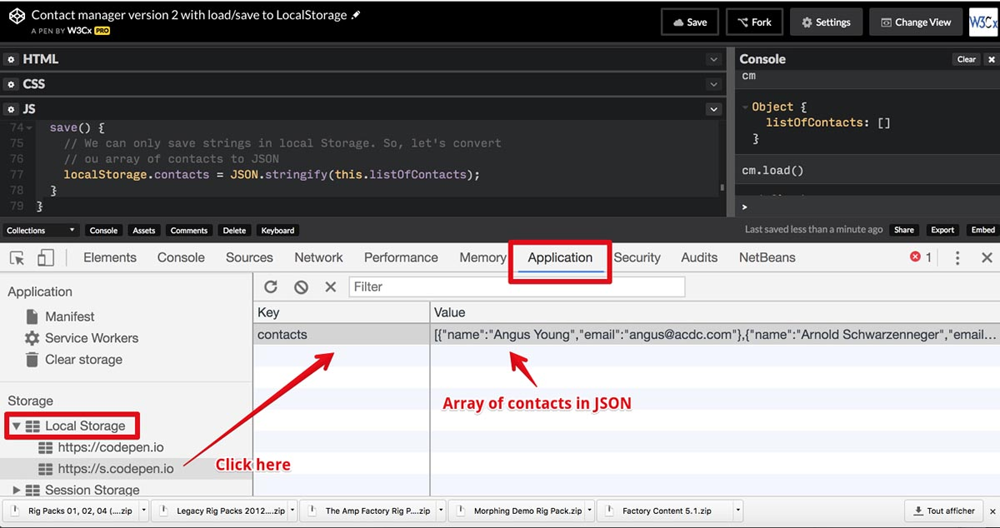 Contact manager version 2 with load/save to LocalStorage
A PEN BY W3Cx PRO
Save
Fork
Settings
Change View
W3Cx
HTML
CSS
JS
74 save() {
75 // We can only save strings in local Storage. So, let's convert
76 // ou array of contacts to JSON
77 localStorage.contacts = JSON.stringify(this.listOfContacts);
78 }
79 }
Console
Clear
cm
Object {
listOfContacts: []
}
cm.load()
>
Collections Console Assets Comments Delete Keyboard
Last saved less than a minute ago Share Export Embed
Elements Console Sources Network Performance Memory Application Security Audits NetBeans 1
Application
Manifest
Service Workers
Clear storage
Storage
Local Storage
https://codepen.io
https://s.codepen.io
Session Storage
Filter
Key Value
contacts [{"name":"Angus Young","email":"angus@acdc.com"},{"name":"Arnold Schwarzenneger","email...
Array of contacts in JSON
Click here
Rig Packs 01, 02, 04 (....zip
Legacy Rig Packs 2012....zip
The Amp Factory Rig P....zip
Morphing Demo Rig Pack.zip
Factory Content 5.1.zip
Tout afficher